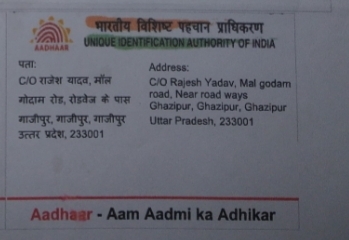 भारतीय विशिष्ट पहचान प्राधिकरण
AADHAAR
UNIQUE IDENTIFICATION AUTHORITY OF INDIA
पता:
C/O राजेश यादव, मॉल
गोदाम रोड, रोडवेज के पास
गाजीपुर, गाजीपुर, गाजीपुर
उत्तर प्रदेश, 233001
Address:
C/O Rajesh Yadav, Mal godam
road, Near road ways
Ghazipur, Ghazipur, Ghazipur
Uttar Pradesh, 233001
Aadhaar - Aam Aadmi ka Adhikar